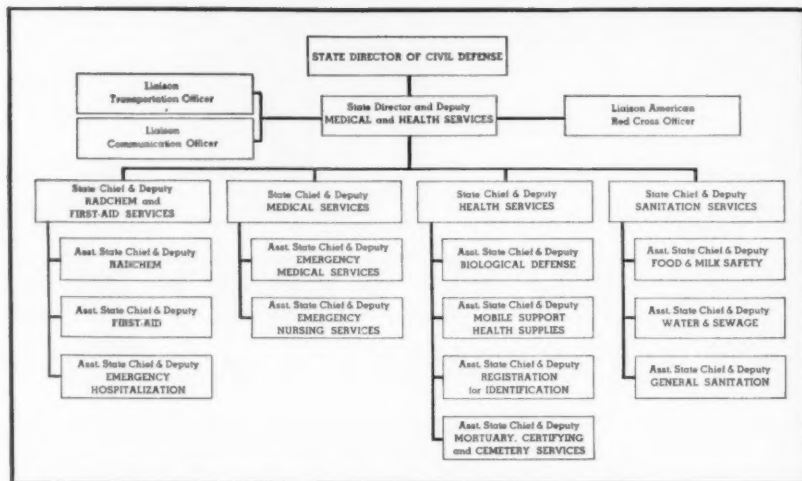 STATE DIRECTOR OF CIVIL DEFENSE
Liaison
Transportation Officer
Liaison
Communication Officer
State Director and Deputy
MEDICAL and HEALTH SERVICES
Liaison American
Red Cross Officer
State Chief & Deputy
RADCHEM and
FIRST-AID SERVICES
Asst. State Chief & Deputy
RADCHEM
Asst. State Chief & Deputy
FIRST-AID
Asst. State Chief & Deputy
EMERGENCY
HOSPITALIZATION
State Chief & Deputy
MEDICAL SERVICES
Asst. State Chief & Deputy
EMERGENCY
MEDICAL SERVICES
Asst. State Chief & Deputy
EMERGENCY
NURSING SERVICES
State Chief & Deputy
HEALTH SERVICES
Asst. State Chief & Deputy
BIOLOGICAL DEFENSE
Asst. State Chief & Deputy
MOBILE SUPPORT
HEALTH SUPPLIES
Asst. State Chief & Deputy
REGISTRATION
for IDENTIFICATION
Asst. State Chief & Deputy
MORTUARY, CERTIFYING
and CEMETERY SERVICES
State Chief & Deputy
SANITATION SERVICES
Asst. State Chief & Deputy
FOOD & MILK SAFETY
Asst. State Chief & Deputy
WATER & SEWAGE
Asst. State Chief & Deputy
GENERAL SANITATION